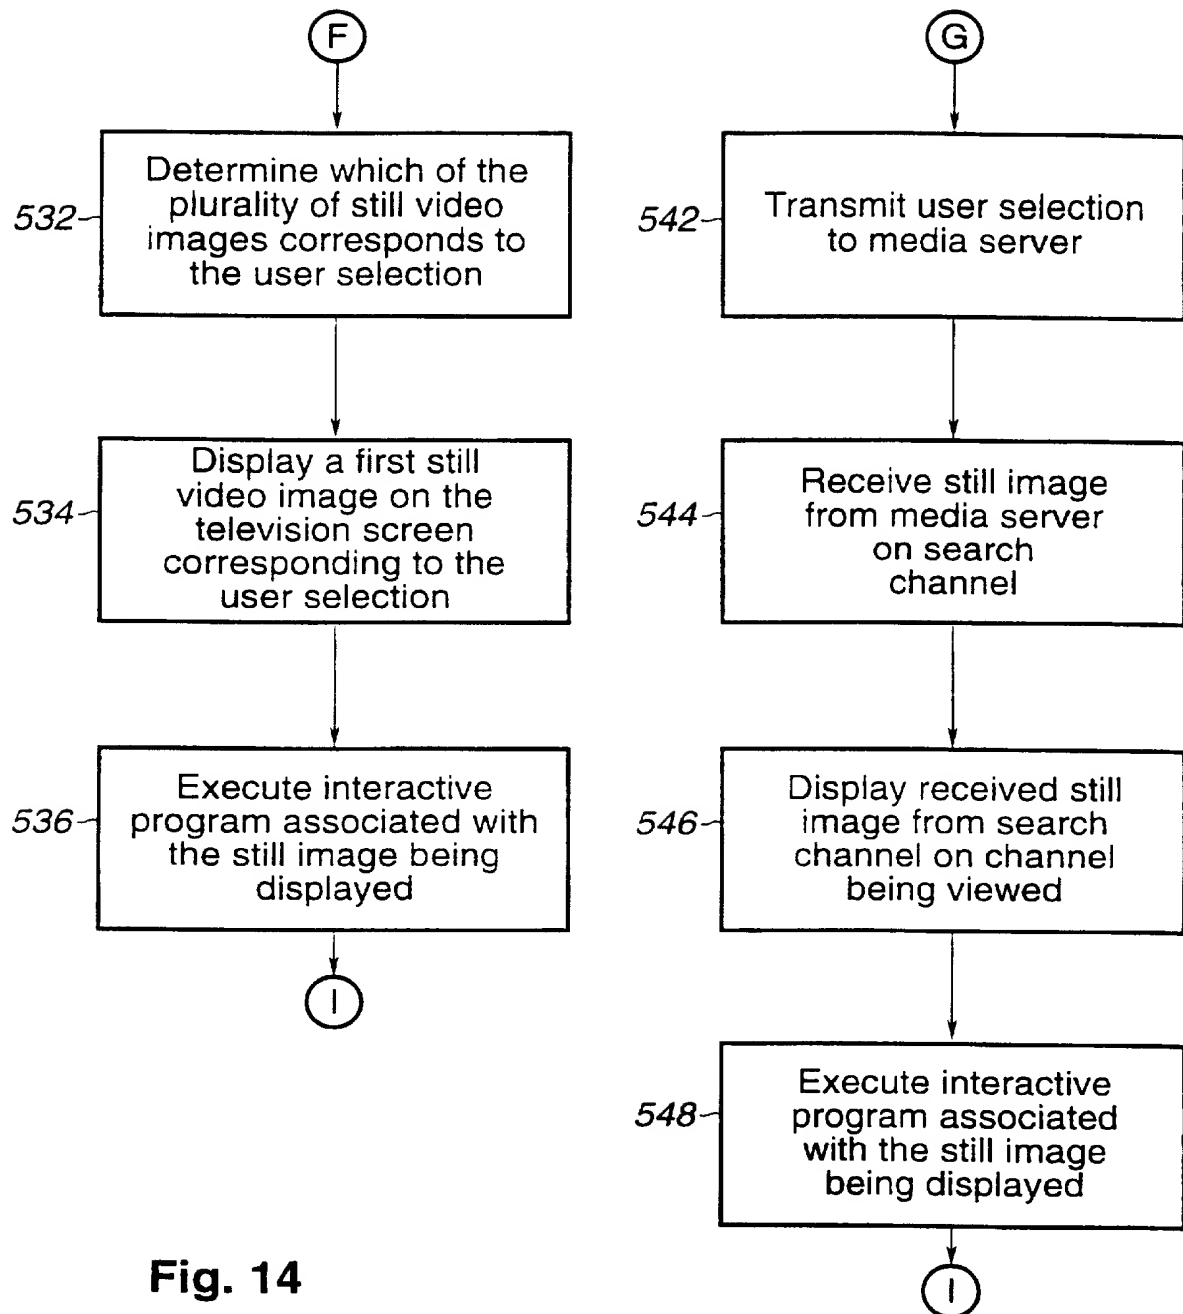 F
532
Determine which of the
plurality of still video
images corresponds to
the user selection
534
Display a first still
video image on the
television screen
corresponding to the
user selection
536
Execute interactive
program associated with
the still image being
displayed
I
G
542
Transmit user selection
to media server
544
Receive still image
from media server
on search
channel
546
Display received still
image from search
channel on channel
being viewed
548
Execute interactive
program associated
with the still image
being displayed
I
Fig. 14